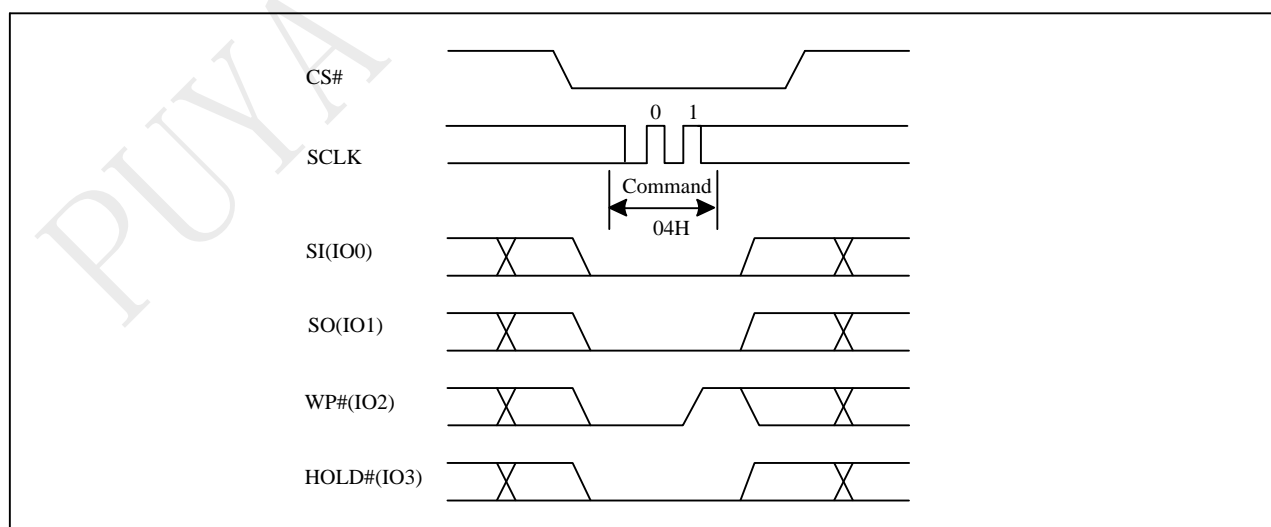 PUYA
CS#
0 1
SCLK
Command
04H
SI(IO0)
SO(IO1)
WP#(IO2)
HOLD#(IO3)